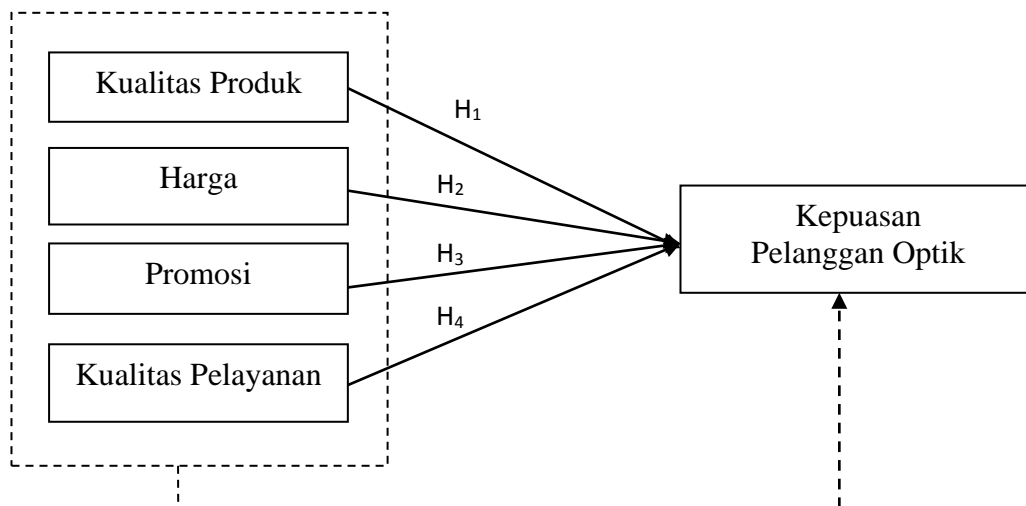 Kualitas Produk
H₁
Harga
H₂
Kepuasan
Pelanggan Optik
Promosi
H₃
H₄
Kualitas Pelayanan